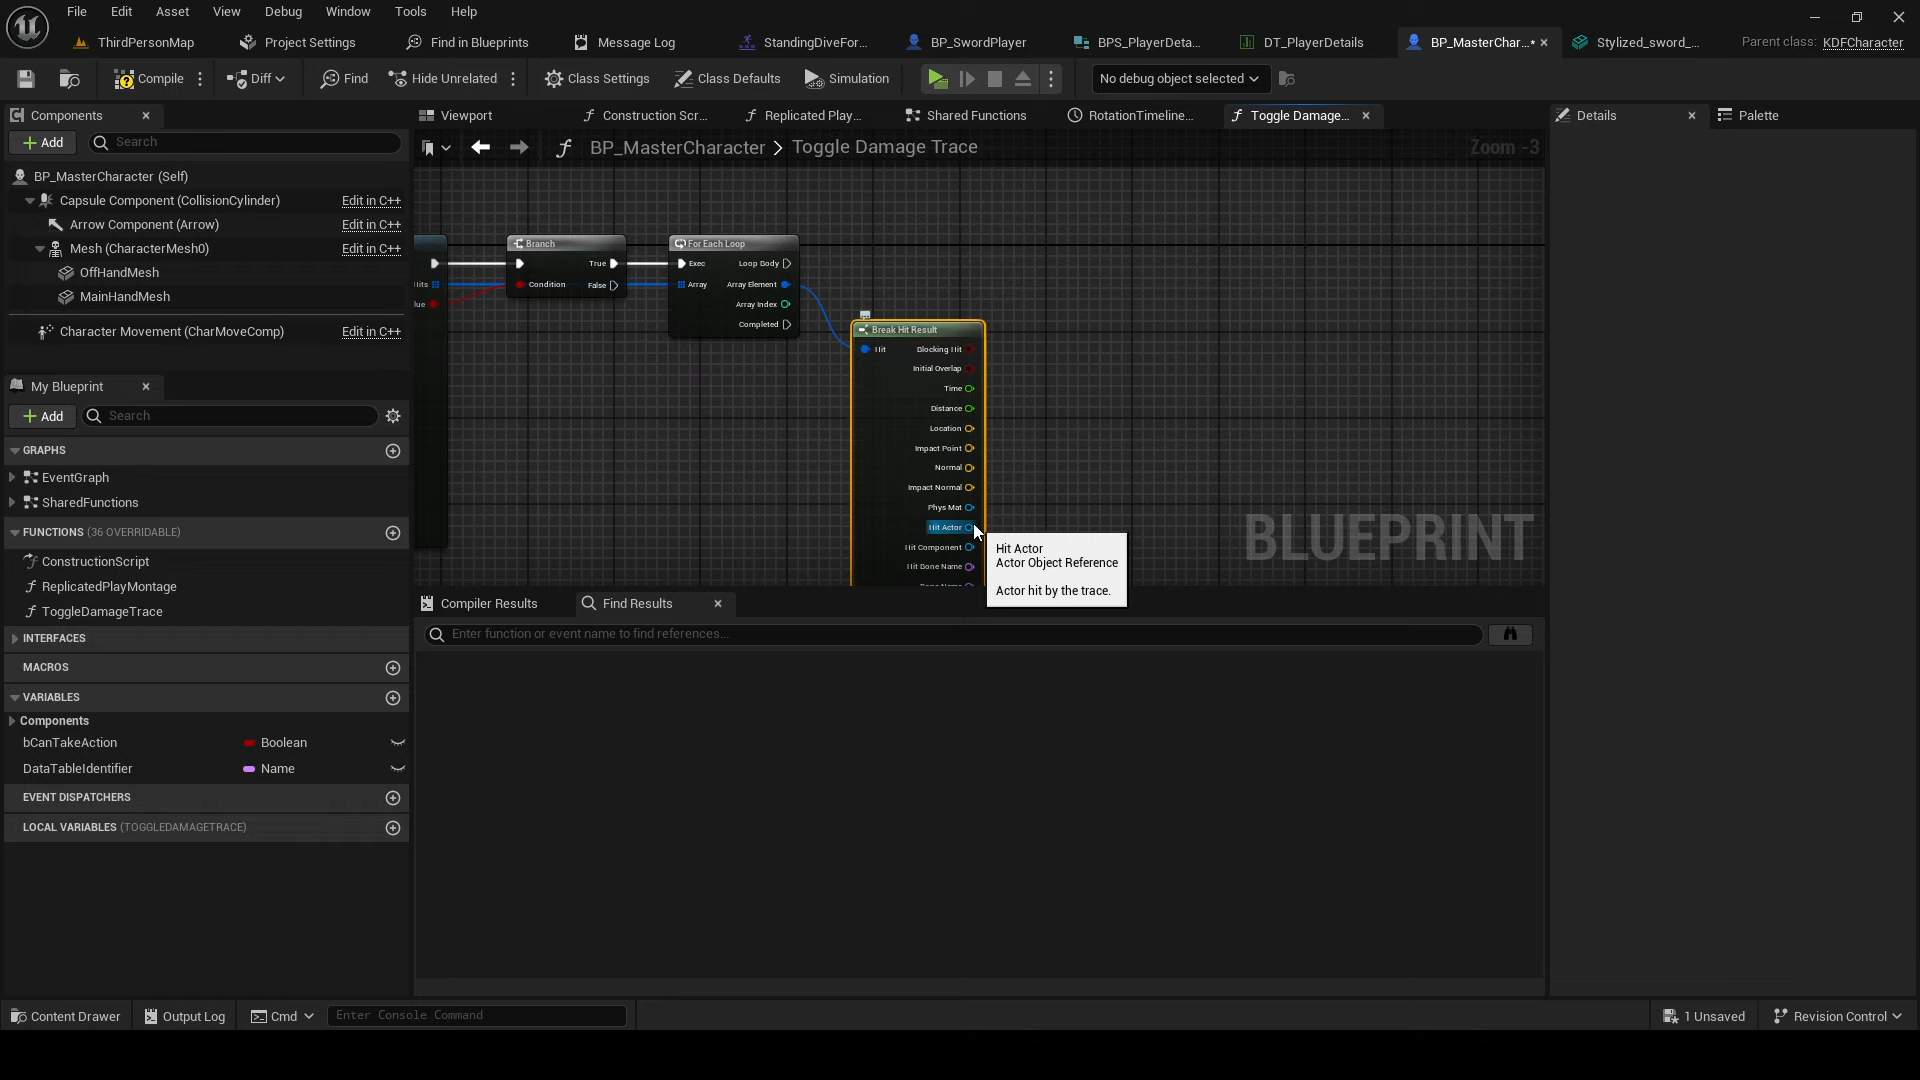 File Edit Asset View Debug Window Tools Help
ThirdPersonMap Project Settings Find in Blueprints Message Log StandingDiveFor... BP_SwordPlayer BPS_PlayerDeta... DT_PlayerDetails BP_MasterChar...• Stylized_sword_... Parent class: KDFCharacter
Compile Diff Find Hide Unrelated Class Settings Class Defaults Simulation No debug object selected
Components
Add Search
BP_MasterCharacter (Self)
Capsule Component (CollisionCylinder) Edit in C++
Arrow Component (Arrow) Edit in C++
Mesh (CharacterMesh0) Edit in C++
OffHandMesh
MainHandMesh
Character Movement (CharMoveComp) Edit in C++
My Blueprint
Add Search
GRAPHS
EventGraph
SharedFunctions
FUNCTIONS (36 OVERRIDABLE)
ConstructionScript
ReplicatedPlayMontage
ToggleDamageTrace
INTERFACES
MACROS
VARIABLES
Components
bCanTakeAction Boolean
DataTableIdentifier Name
EVENT DISPATCHERS
LOCAL VARIABLES (TOGGLEDAMAGETRACE)
Viewport Construction Scr... Replicated Play... Shared Functions RotationTimeline... Toggle Damage...
BP_MasterCharacter > Toggle Damage Trace Zoom -3
Branch
True
Condition False
For Each Loop
Exec Loop Body
Array Array Element
Array Index
Completed
Break Hit Result
Hit Blocking Hit
Initial Overlap
Time
Distance
Location
Impact Point
Normal
Impact Normal
Phys Mat
Hit Actor
Hit Component
Hit Bone Name
Hit Actor
Actor Object Reference
Actor hit by the trace.
BLUEPRINT
Compiler Results Find Results
Enter function or event name to find references...
Details Palette
Content Drawer Output Log Cmd Enter Console Command 1 Unsaved Revision Control